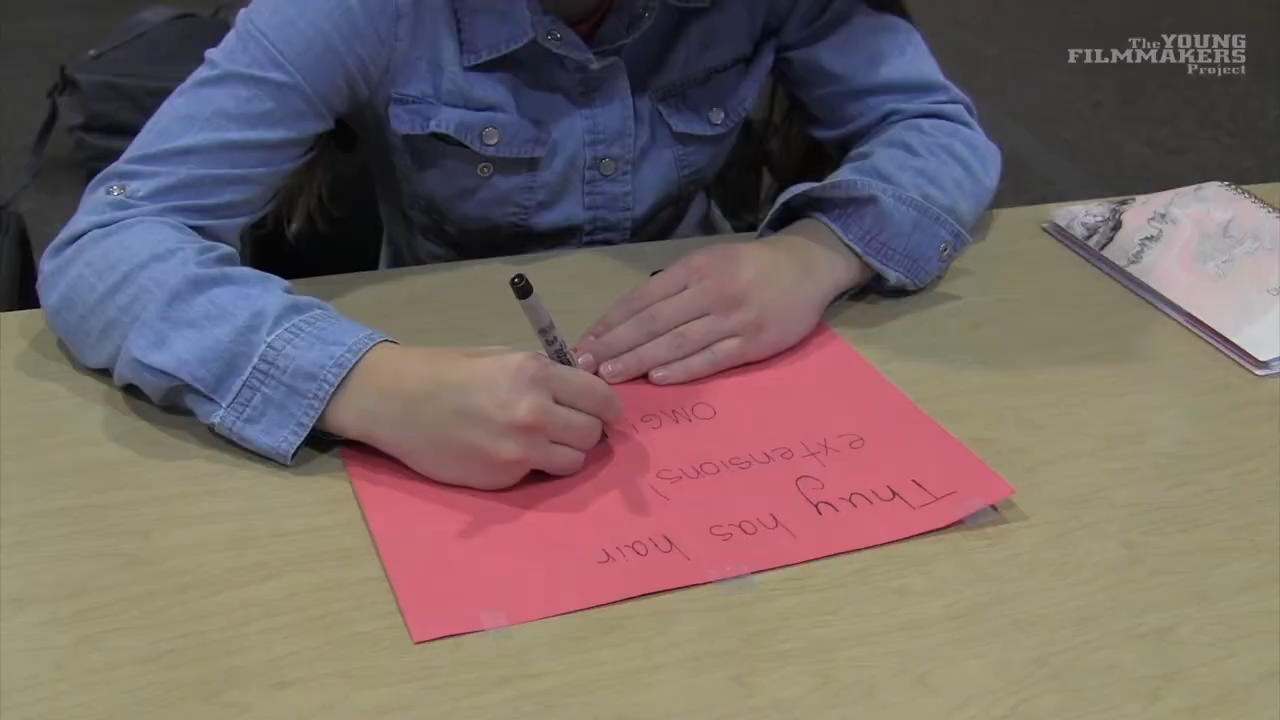 The YOUNG
FILMMAKERS
Project
Thuy has hair
extensions!
OMG!